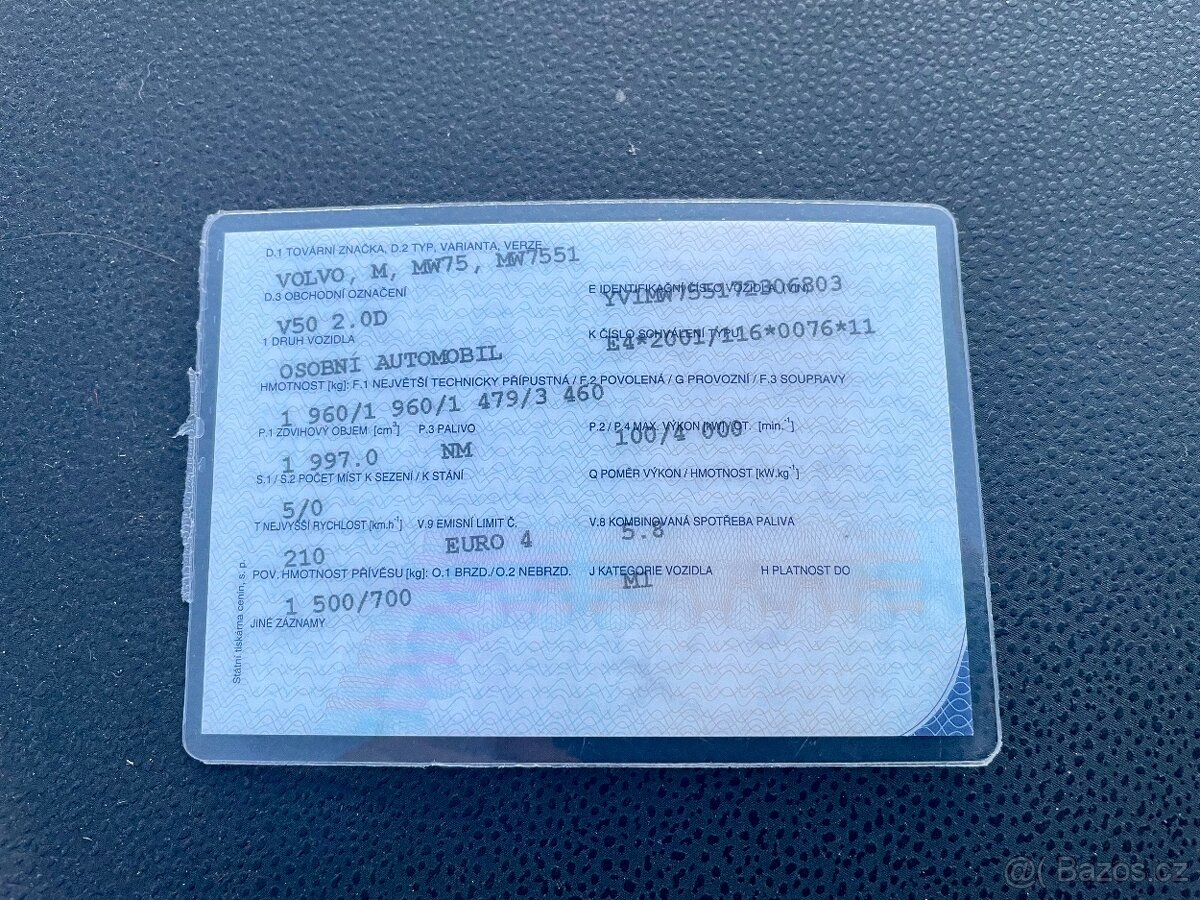 D.1 TOVÁRNÍ ZNAČKA, D.2 TYP, VARIANTA, VERZE
VOLVO, M, MW75, MW7551
D.3 OBCHODNÍ OZNAČENÍ
E IDENTIFIKAČNÍ ČÍSLO VOZIDLA (VIN)
YV1MW755172306803
V50 2.0D
1 DRUH VOZIDLA
K ČÍSLO SCHVÁLENÍ TYPU
E4*2001/116*0076*11
OSOBNÍ AUTOMOBIL
HMOTNOST [kg]: F.1 NEJVĚTŠÍ TECHNICKY PŘÍPUSTNÁ / F.2 POVOLENÁ / G PROVOZNÍ / F.3 SOUPRAVY
1 960/1 960/1 479/3 460
P.1 ZDVIHOVÝ OBJEM [cm³] P.3 PALIVO
P.2 / P.4 MAX. VÝKON [kW] / OT. [min.⁻¹]
100/4 000
1 997.0 NM
S.1 / S.2 POČET MÍST K SEZENÍ / K STÁNÍ
Q POMĚR VÝKON / HMOTNOST [kW.kg⁻¹]
5/0
T NEJVYŠŠÍ RYCHLOST [km.h⁻¹] V.9 EMISNÍ LIMIT Č.
V.8 KOMBINOVANÁ SPOTŘEBA PALIVA
5.8
210 EURO 4
POV. HMOTNOST PŘÍVĚSU [kg]: O.1 BRZD./O.2 NEBRZD.
J KATEGORIE VOZIDLA H PLATNOST DO
M1
1 500/700
JINÉ ZÁZNAMY
Státní tiskárna cenin, s. p.
@( Bazos.cz